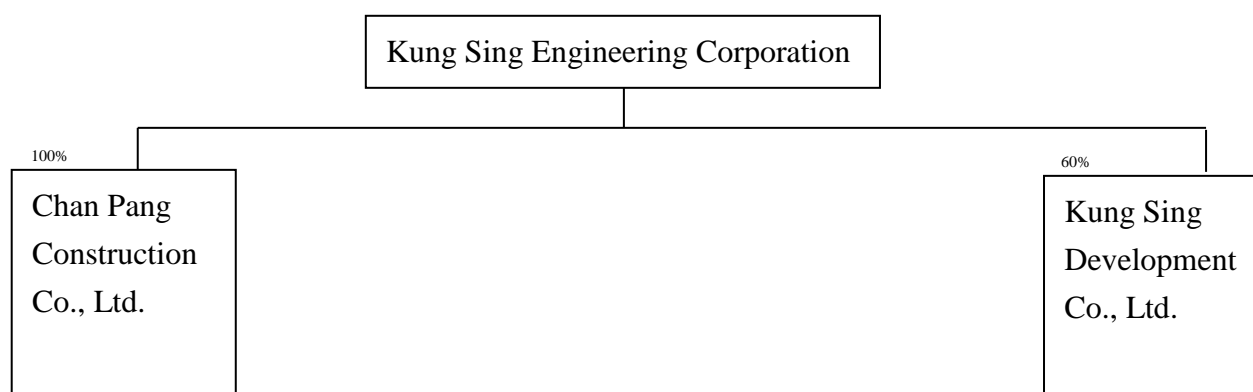 Kung Sing Engineering Corporation
100%
60%
Chan Pang
Construction
Co., Ltd.
Kung Sing
Development
Co., Ltd.